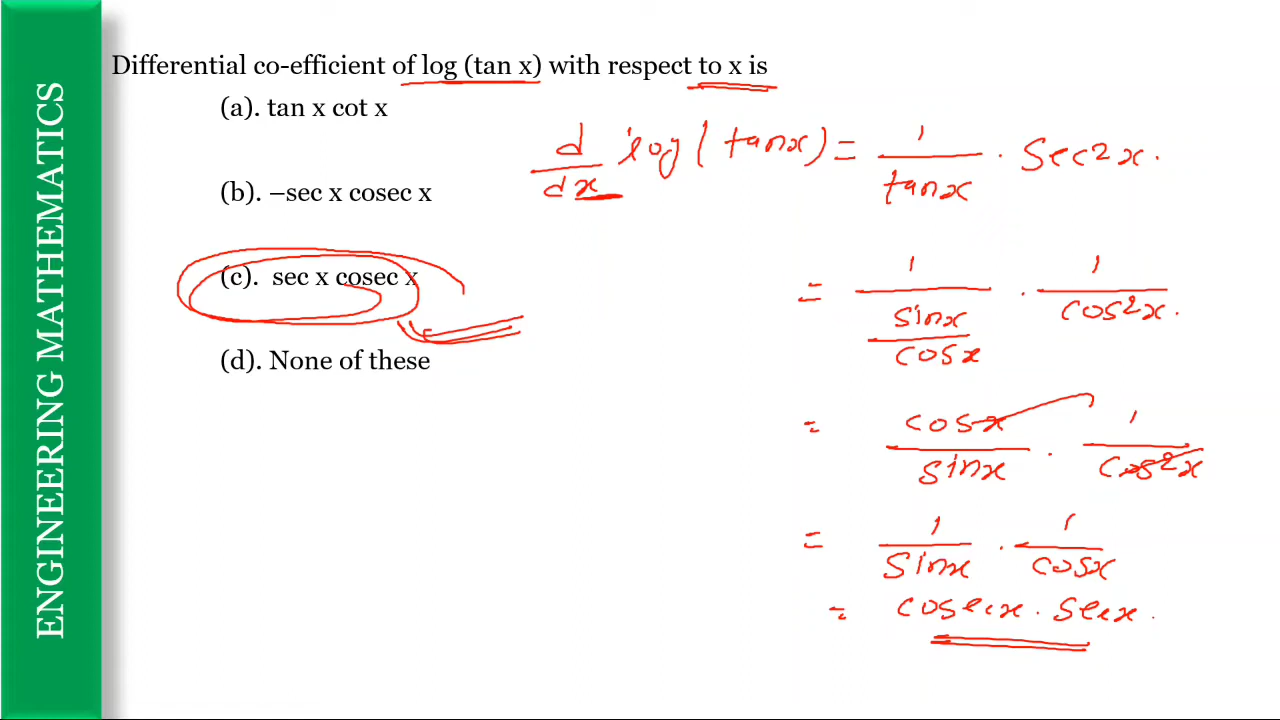 ENGINEERING MATHEMATICS
Differential co-efficient of log (tan x) with respect to x is
(a). tan x cot x
(b). –sec x cosec x
(c). sec x cosec x
(d). None of these
d/dx log(tanx) = 1/tanx . Sec2x.
= 1/(sinx/cosx) . 1/cos2x.
= cosx/sinx . 1/cos2x
= 1/sinx . 1/cosx
= cosecx . secx.